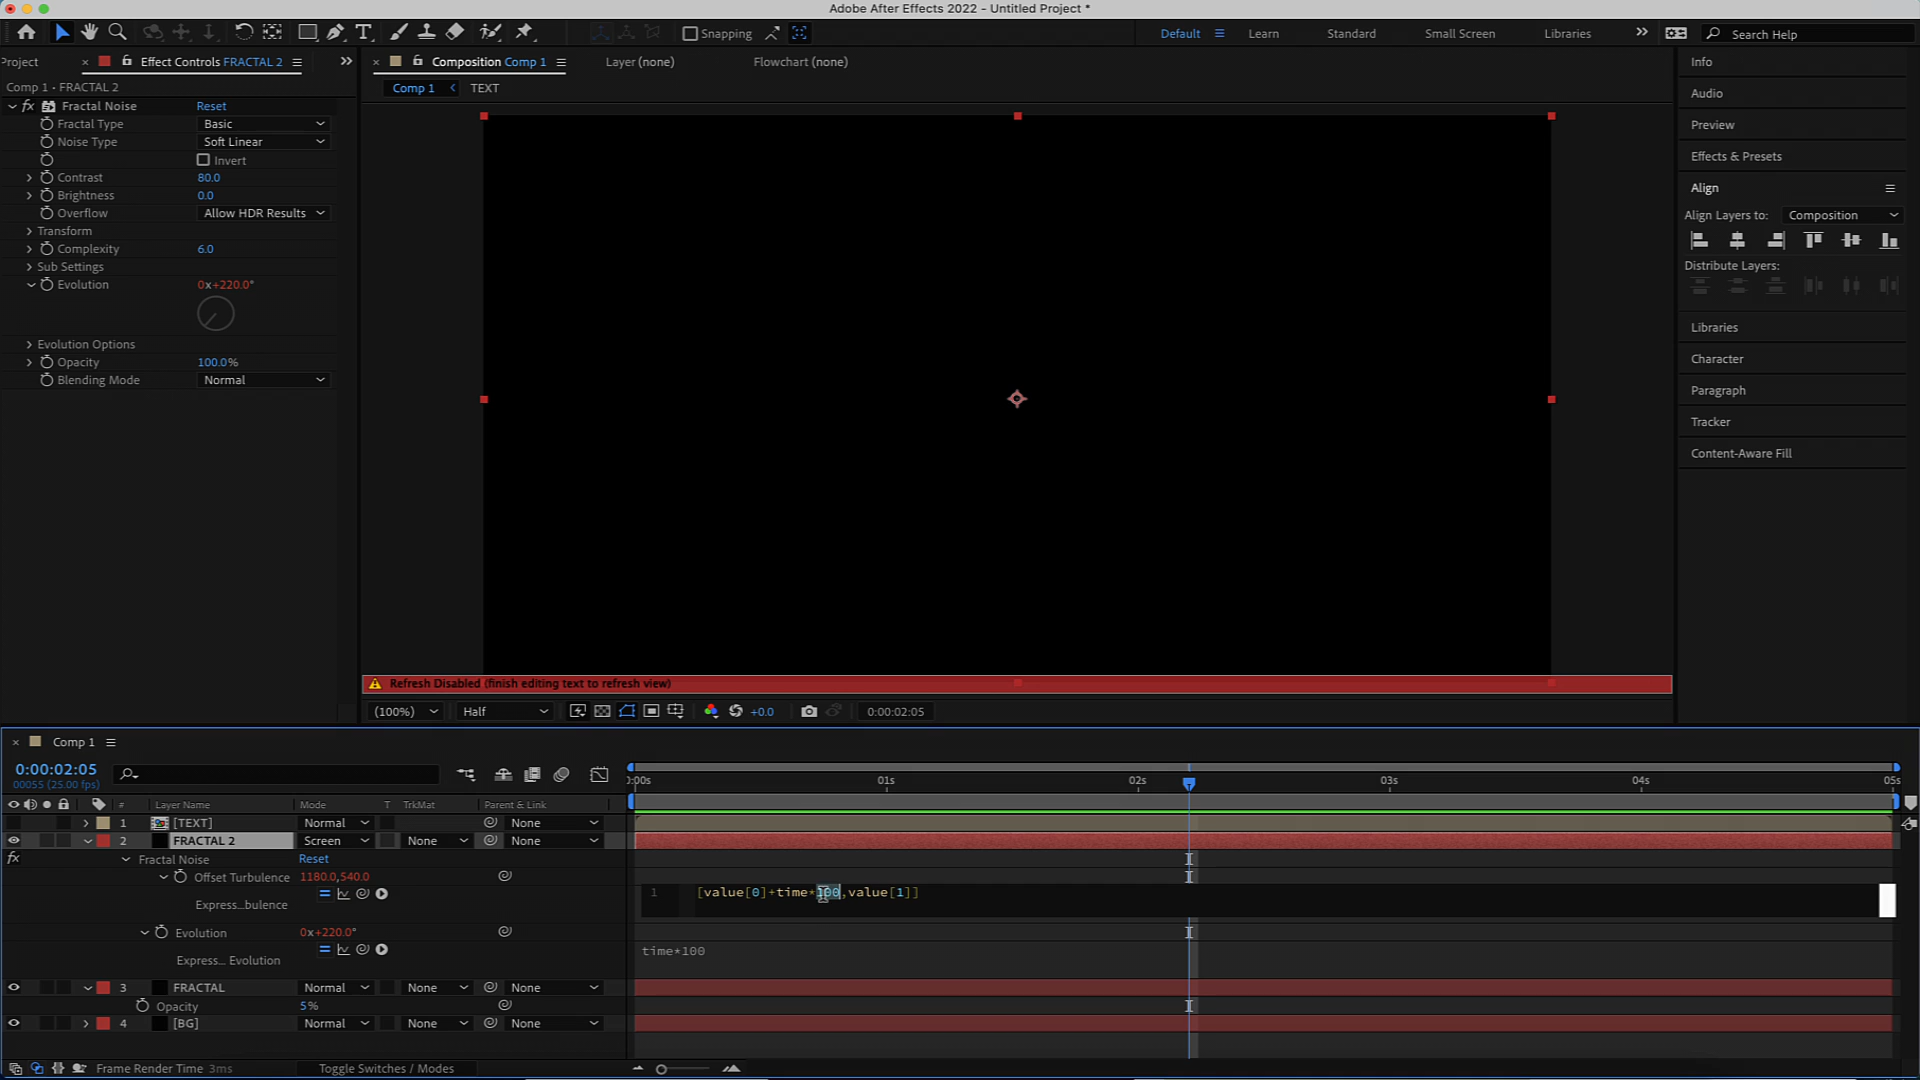 Adobe After Effects 2022 - Untitled Project *
Snapping
Default
Learn
Standard
Small Screen
Libraries
Search Help
Project
Effect Controls FRACTAL 2
Composition Comp 1
Layer (none)
Flowchart (none)
Info
Comp 1 • FRACTAL 2
Comp 1
TEXT
Audio
Fractal Noise
Reset
Fractal Type
Basic
Preview
Noise Type
Soft Linear
Invert
Effects & Presets
Contrast
80.0
Align
Brightness
0.0
Overflow
Allow HDR Results
Align Layers to:
Composition
Transform
Complexity
6.0
Sub Settings
Distribute Layers:
Evolution
0x+220.0°
Libraries
Evolution Options
Character
Opacity
100.0%
Blending Mode
Normal
Paragraph
Tracker
Content-Aware Fill
Refresh Disabled (finish editing text to refresh view)
(100%)
Half
+0.0
0:00:02:05
Comp 1
0:00:02:05
00055 (25.00 fps)
0:00s
01s
02s
03s
04s
05s
#
Layer Name
Mode
T
TrkMat
Parent & Link
1
[TEXT]
Normal
None
2
FRACTAL 2
Screen
None
None
Fractal Noise
Reset
Offset Turbulence
1180.0,540.0
Express...bulence
1
[value[0]+time*100,value[1]]
Evolution
0x+220.0°
Express... Evolution
time*100
3
FRACTAL
Normal
None
None
Opacity
5%
4
[BG]
Normal
None
None
Frame Render Time 3ms
Toggle Switches / Modes